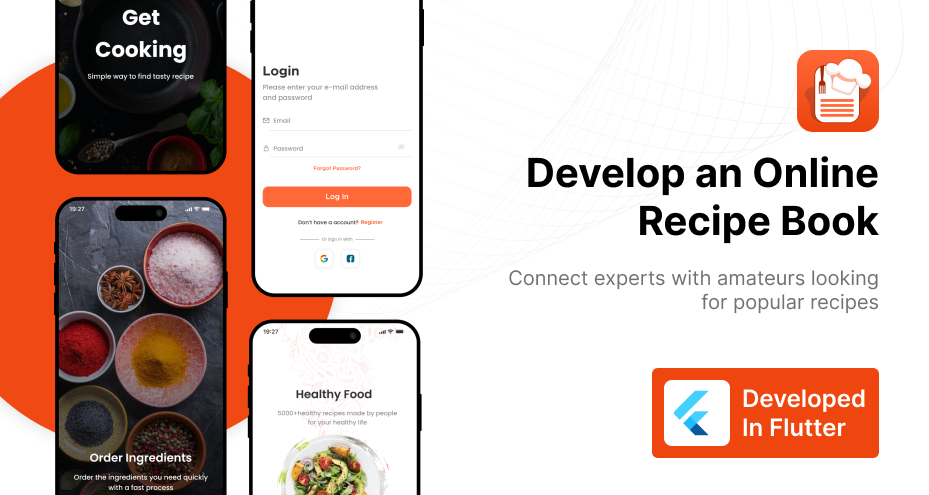 Get
Cooking
Simple way to find tasty recipe
Login
Please enter your e-mail address
and password
Email
Password
Forgot Password?
Log In
Don't have a account? Register
Or Sign In With
19:27
Order Ingredients
Order the ingredients you need quickly
with a fast process
19:27
Healthy Food
5000+healthy recipes made by people
for your healthy life
Develop an Online
Recipe Book
Connect experts with amateurs looking
for popular recipes
Developed
In Flutter